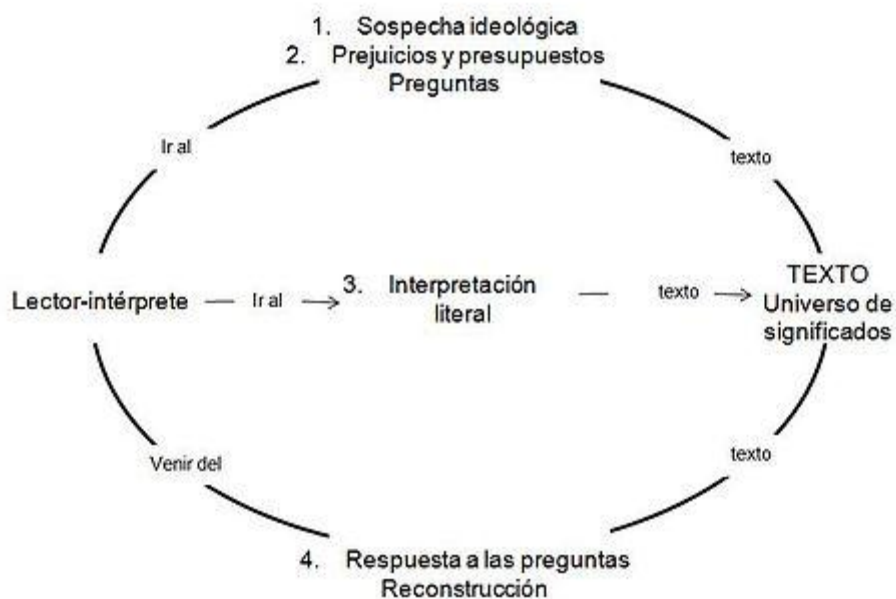 1. Sospecha ideológica
2. Prejuicios y presupuestos
Preguntas
Ir al
texto
Lector-intérprete
Ir al
3. Interpretación
literal
texto
TEXTO
Universo de
significados
Venir del
texto
4. Respuesta a las preguntas
Reconstrucción